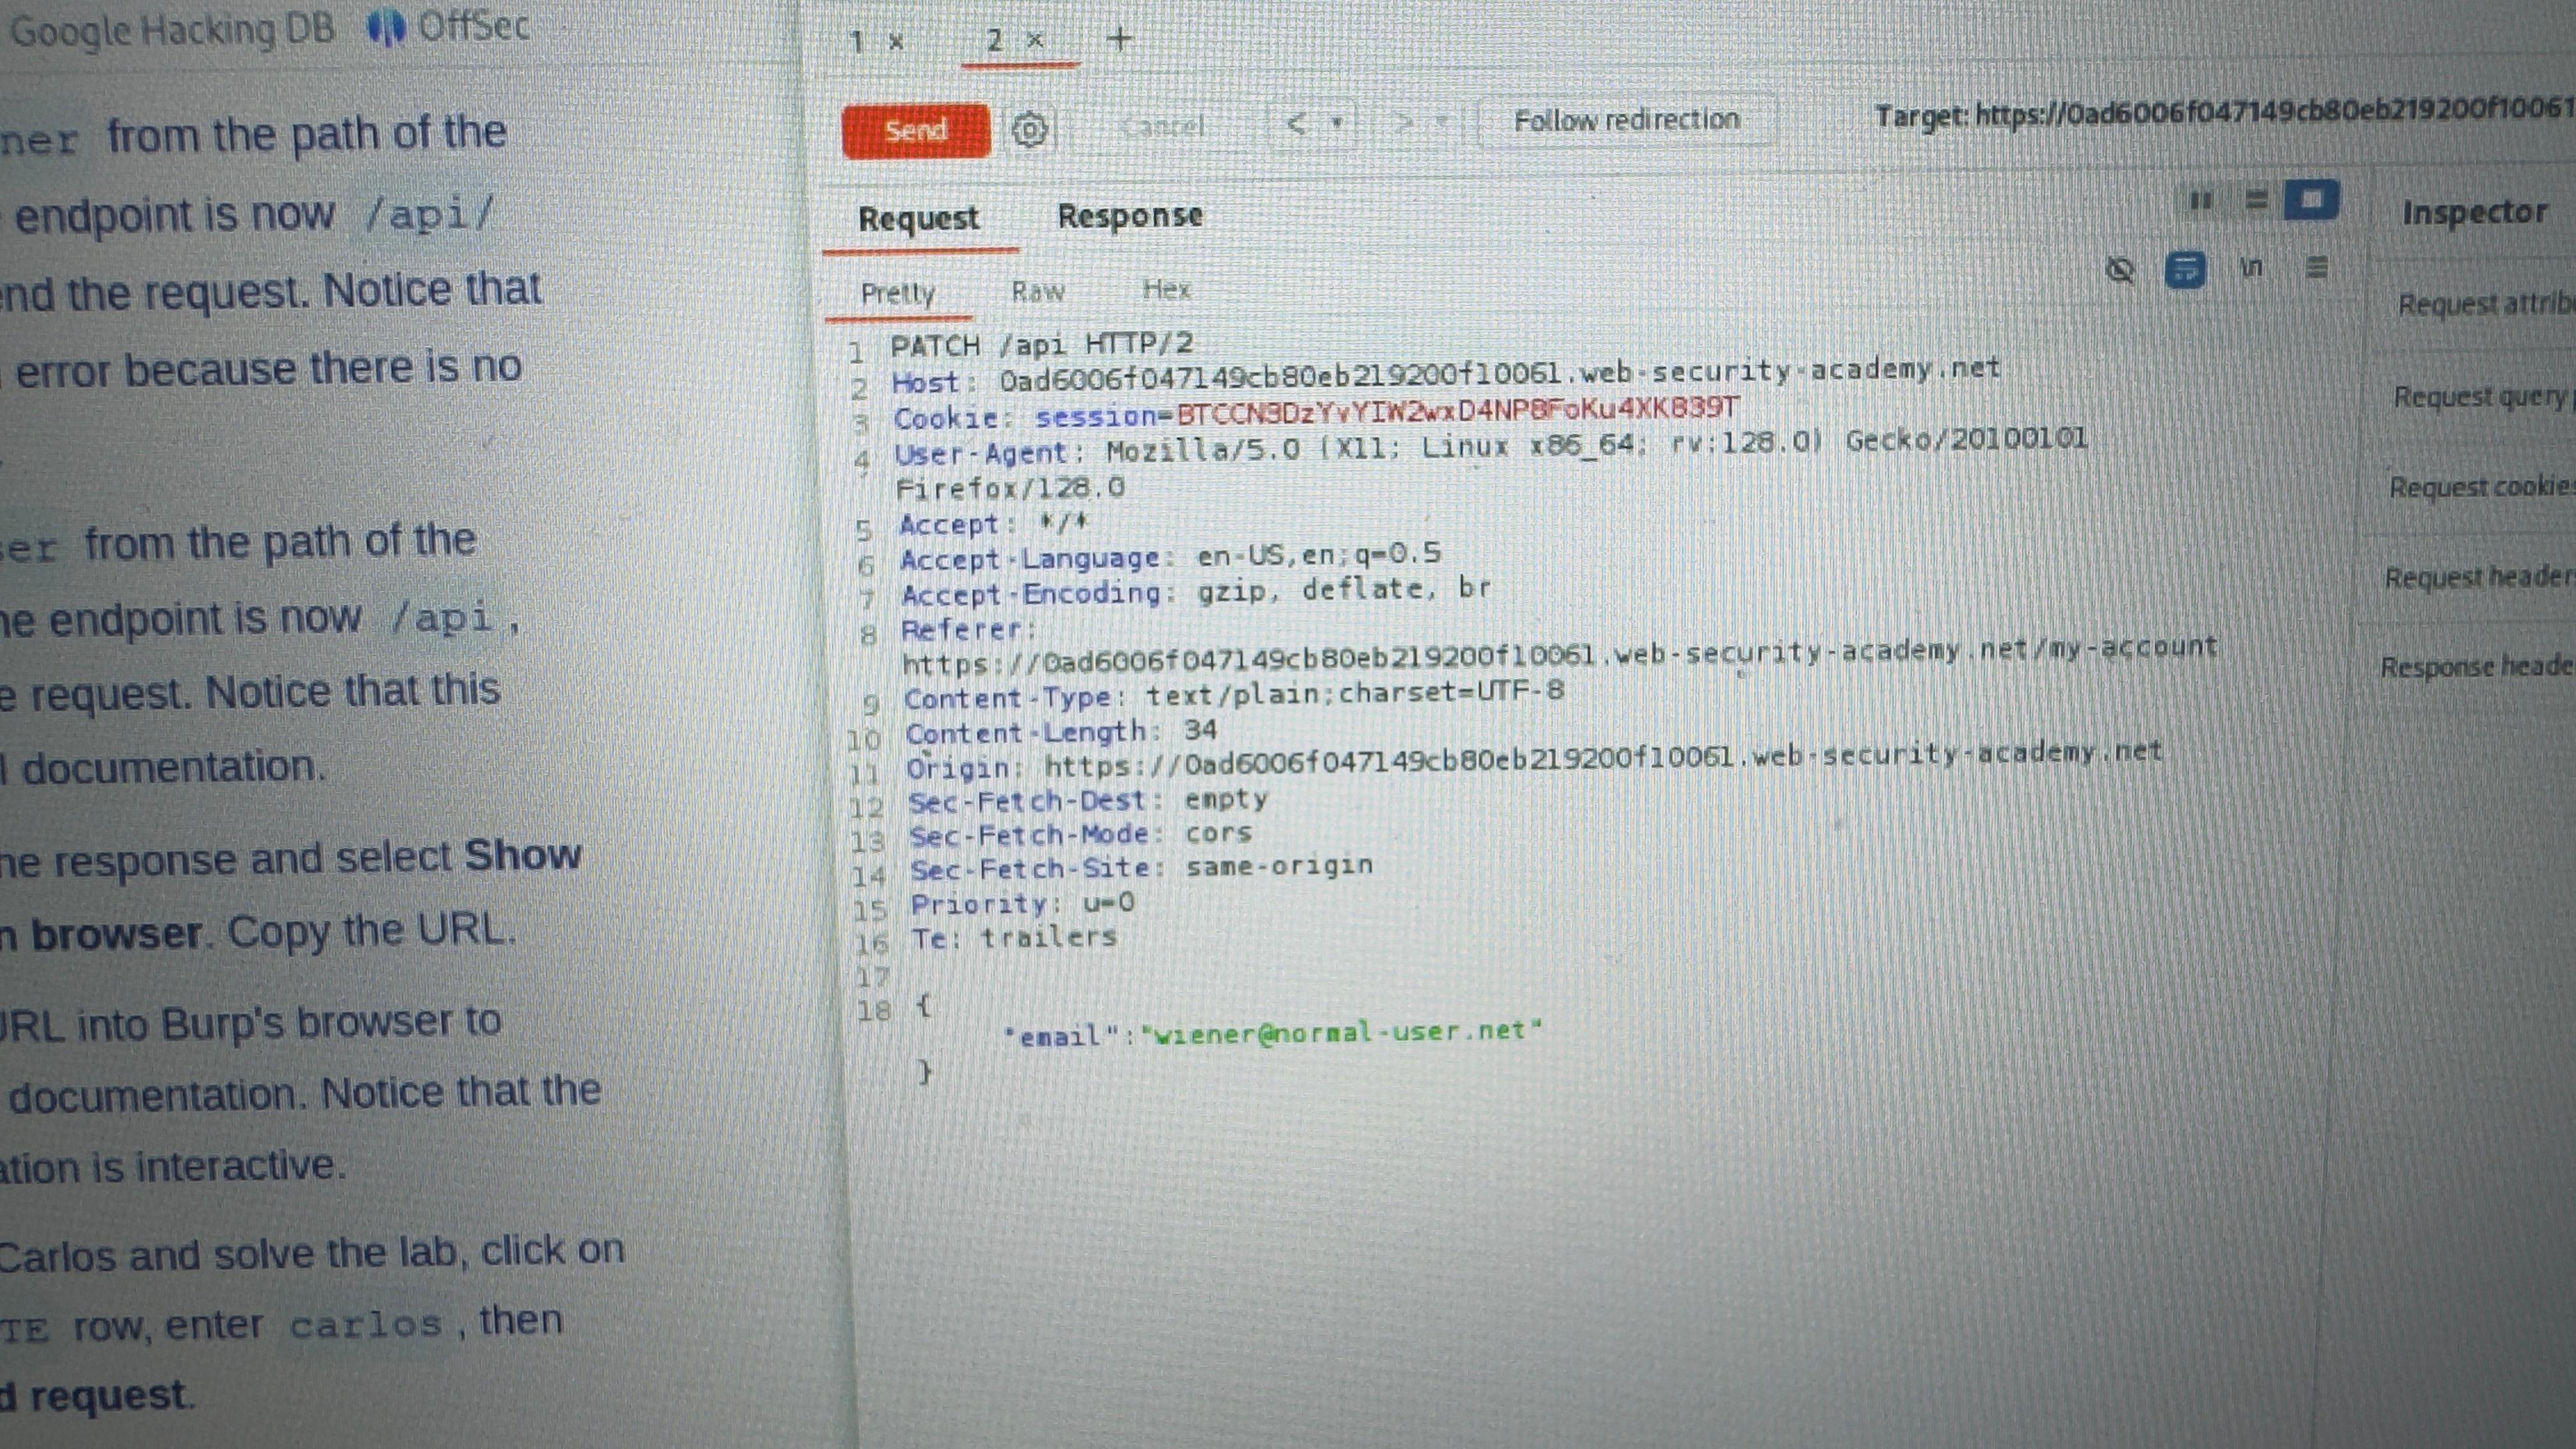 Google Hacking DB OffSec
ner from the path of the
endpoint is now /api/
nd the request. Notice that
error because there is no
er from the path of the
he endpoint is now /api ,
e request. Notice that this
documentation.
he response and select Show
n browser. Copy the URL.
URL into Burp's browser to
documentation. Notice that the
ation is interactive.
Carlos and solve the lab, click on
TE row, enter carlos , then
d request.
1 × 2 × +
Send Cancel < > Follow redirection Target: https://0ad6006f047149cb80eb219200f10061
Request Response
Inspector
Pretty Raw Hex \n
Request attrib
Request query
Request cookies
Request header
Response heade
1 PATCH /api HTTP/2
2 Host: 0ad6006f047149cb80eb219200f10061.web-security-academy.net
3 Cookie: session=BTCCN3DzYvYIW2wxD4NP8FoKu4XKB39T
4 User-Agent: Mozilla/5.0 (X11; Linux x86_64; rv:128.0) Gecko/20100101
Firefox/128.0
5 Accept: */*
6 Accept-Language: en-US,en;q=0.5
7 Accept-Encoding: gzip, deflate, br
8 Referer:
https://0ad6006f047149cb80eb219200f10061.web-security-academy.net/my-account
9 Content-Type: text/plain;charset=UTF-8
10 Content-Length: 34
11 Origin: https://0ad6006f047149cb80eb219200f10061.web-security-academy.net
12 Sec-Fetch-Dest: empty
13 Sec-Fetch-Mode: cors
14 Sec-Fetch-Site: same-origin
15 Priority: u=0
16 Te: trailers
17
18 {
"email":"wiener@normal-user.net"
}